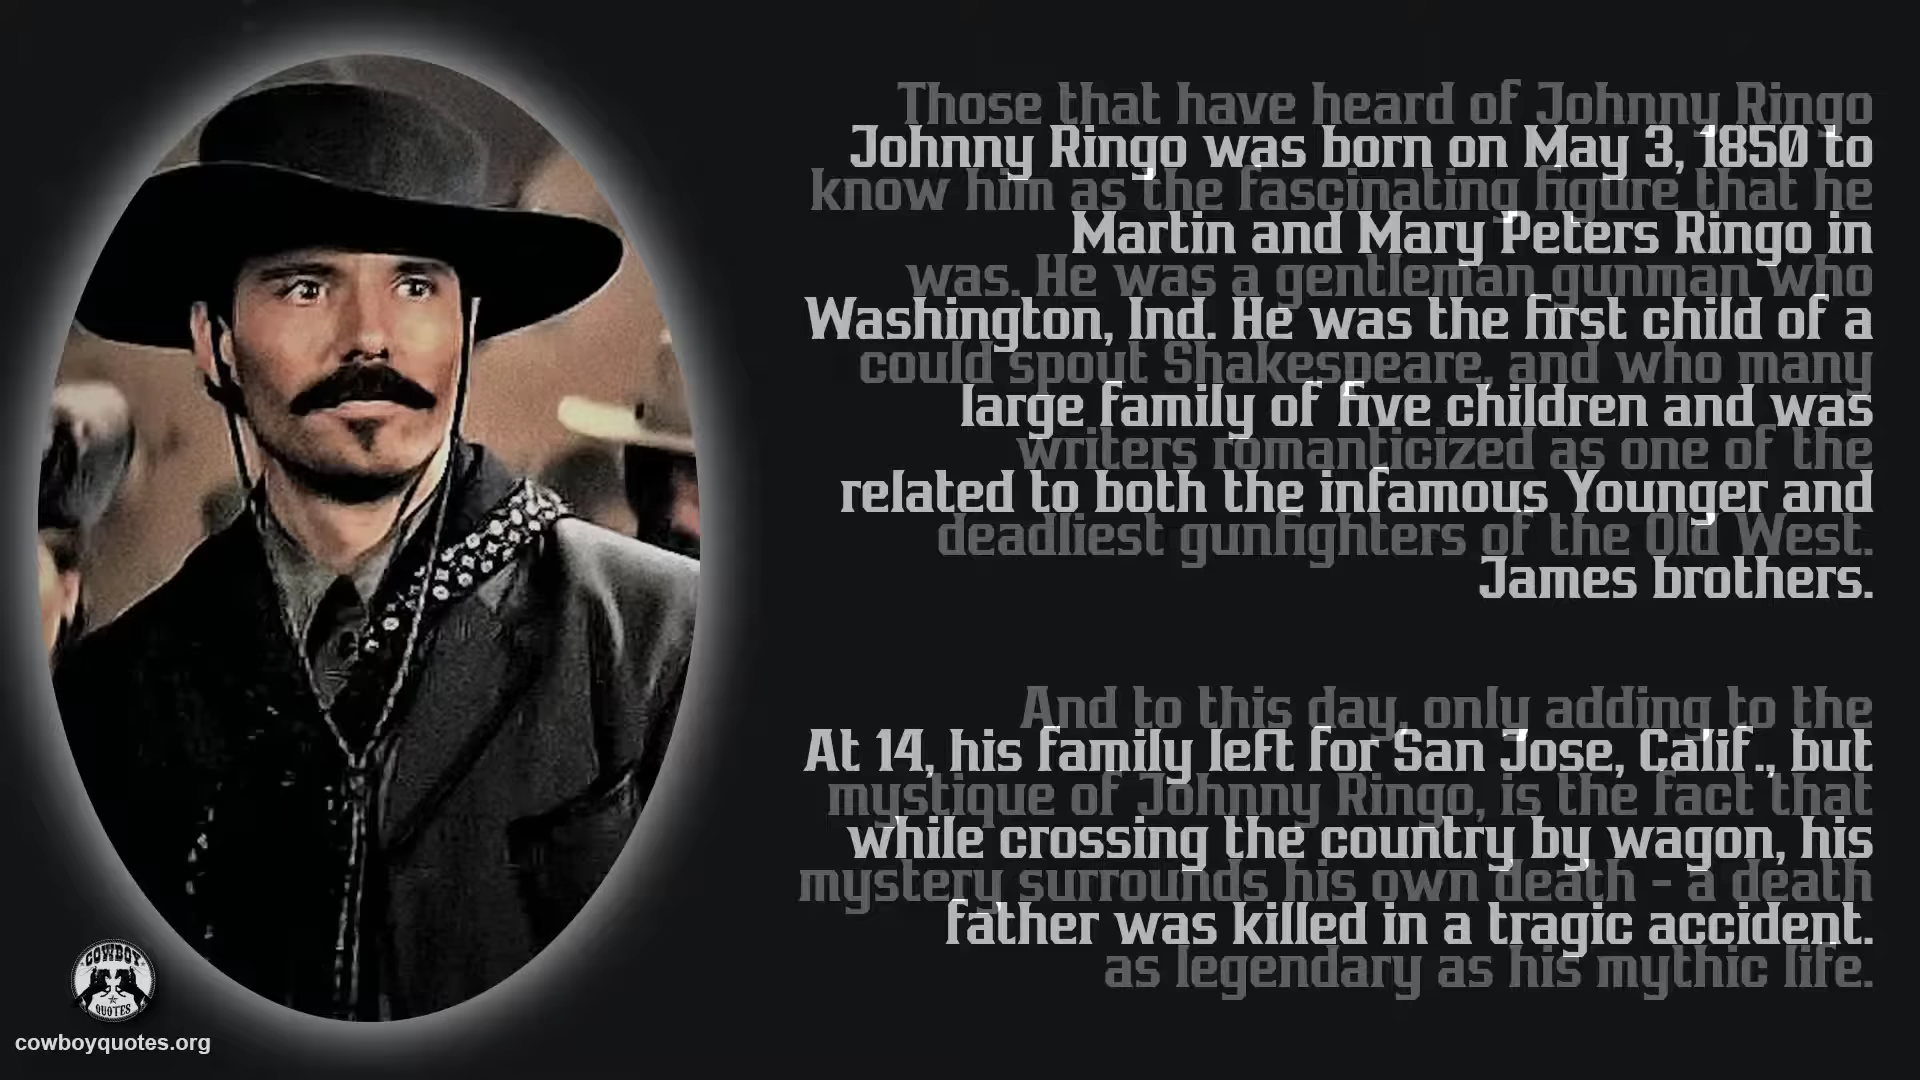 Those that have heard of Johnny Ringo
Johnny Ringo was born on May 3, 1850 to
know him as the fascinating figure that he
Martin and Mary Peters Ringo in
was. He was a gentleman gunman who
Washington, Ind. He was the first child of a
could spout Shakespeare, and who many
large family of five children and was
writers romanticized as one of the
related to both the infamous Younger and
deadliest gunfighters of the Old West.
James brothers.
And to this day, only adding to the
At 14, his family left for San Jose, Calif., but
mystique of Johnny Ringo, is the fact that
while crossing the country by wagon, his
mystery surrounds his own death - a death
father was killed in a tragic accident.
as legendary as his mythic life.
COWBOY
QUOTES
cowboyquotes.org